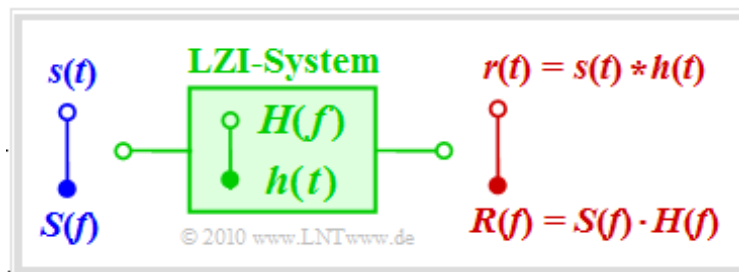 s(t)
S(f)
LZI-System
H(f)
h(t)
© 2010 www.LNTwww.de
r(t) = s(t) * h(t)
R(f) = S(f) · H(f)